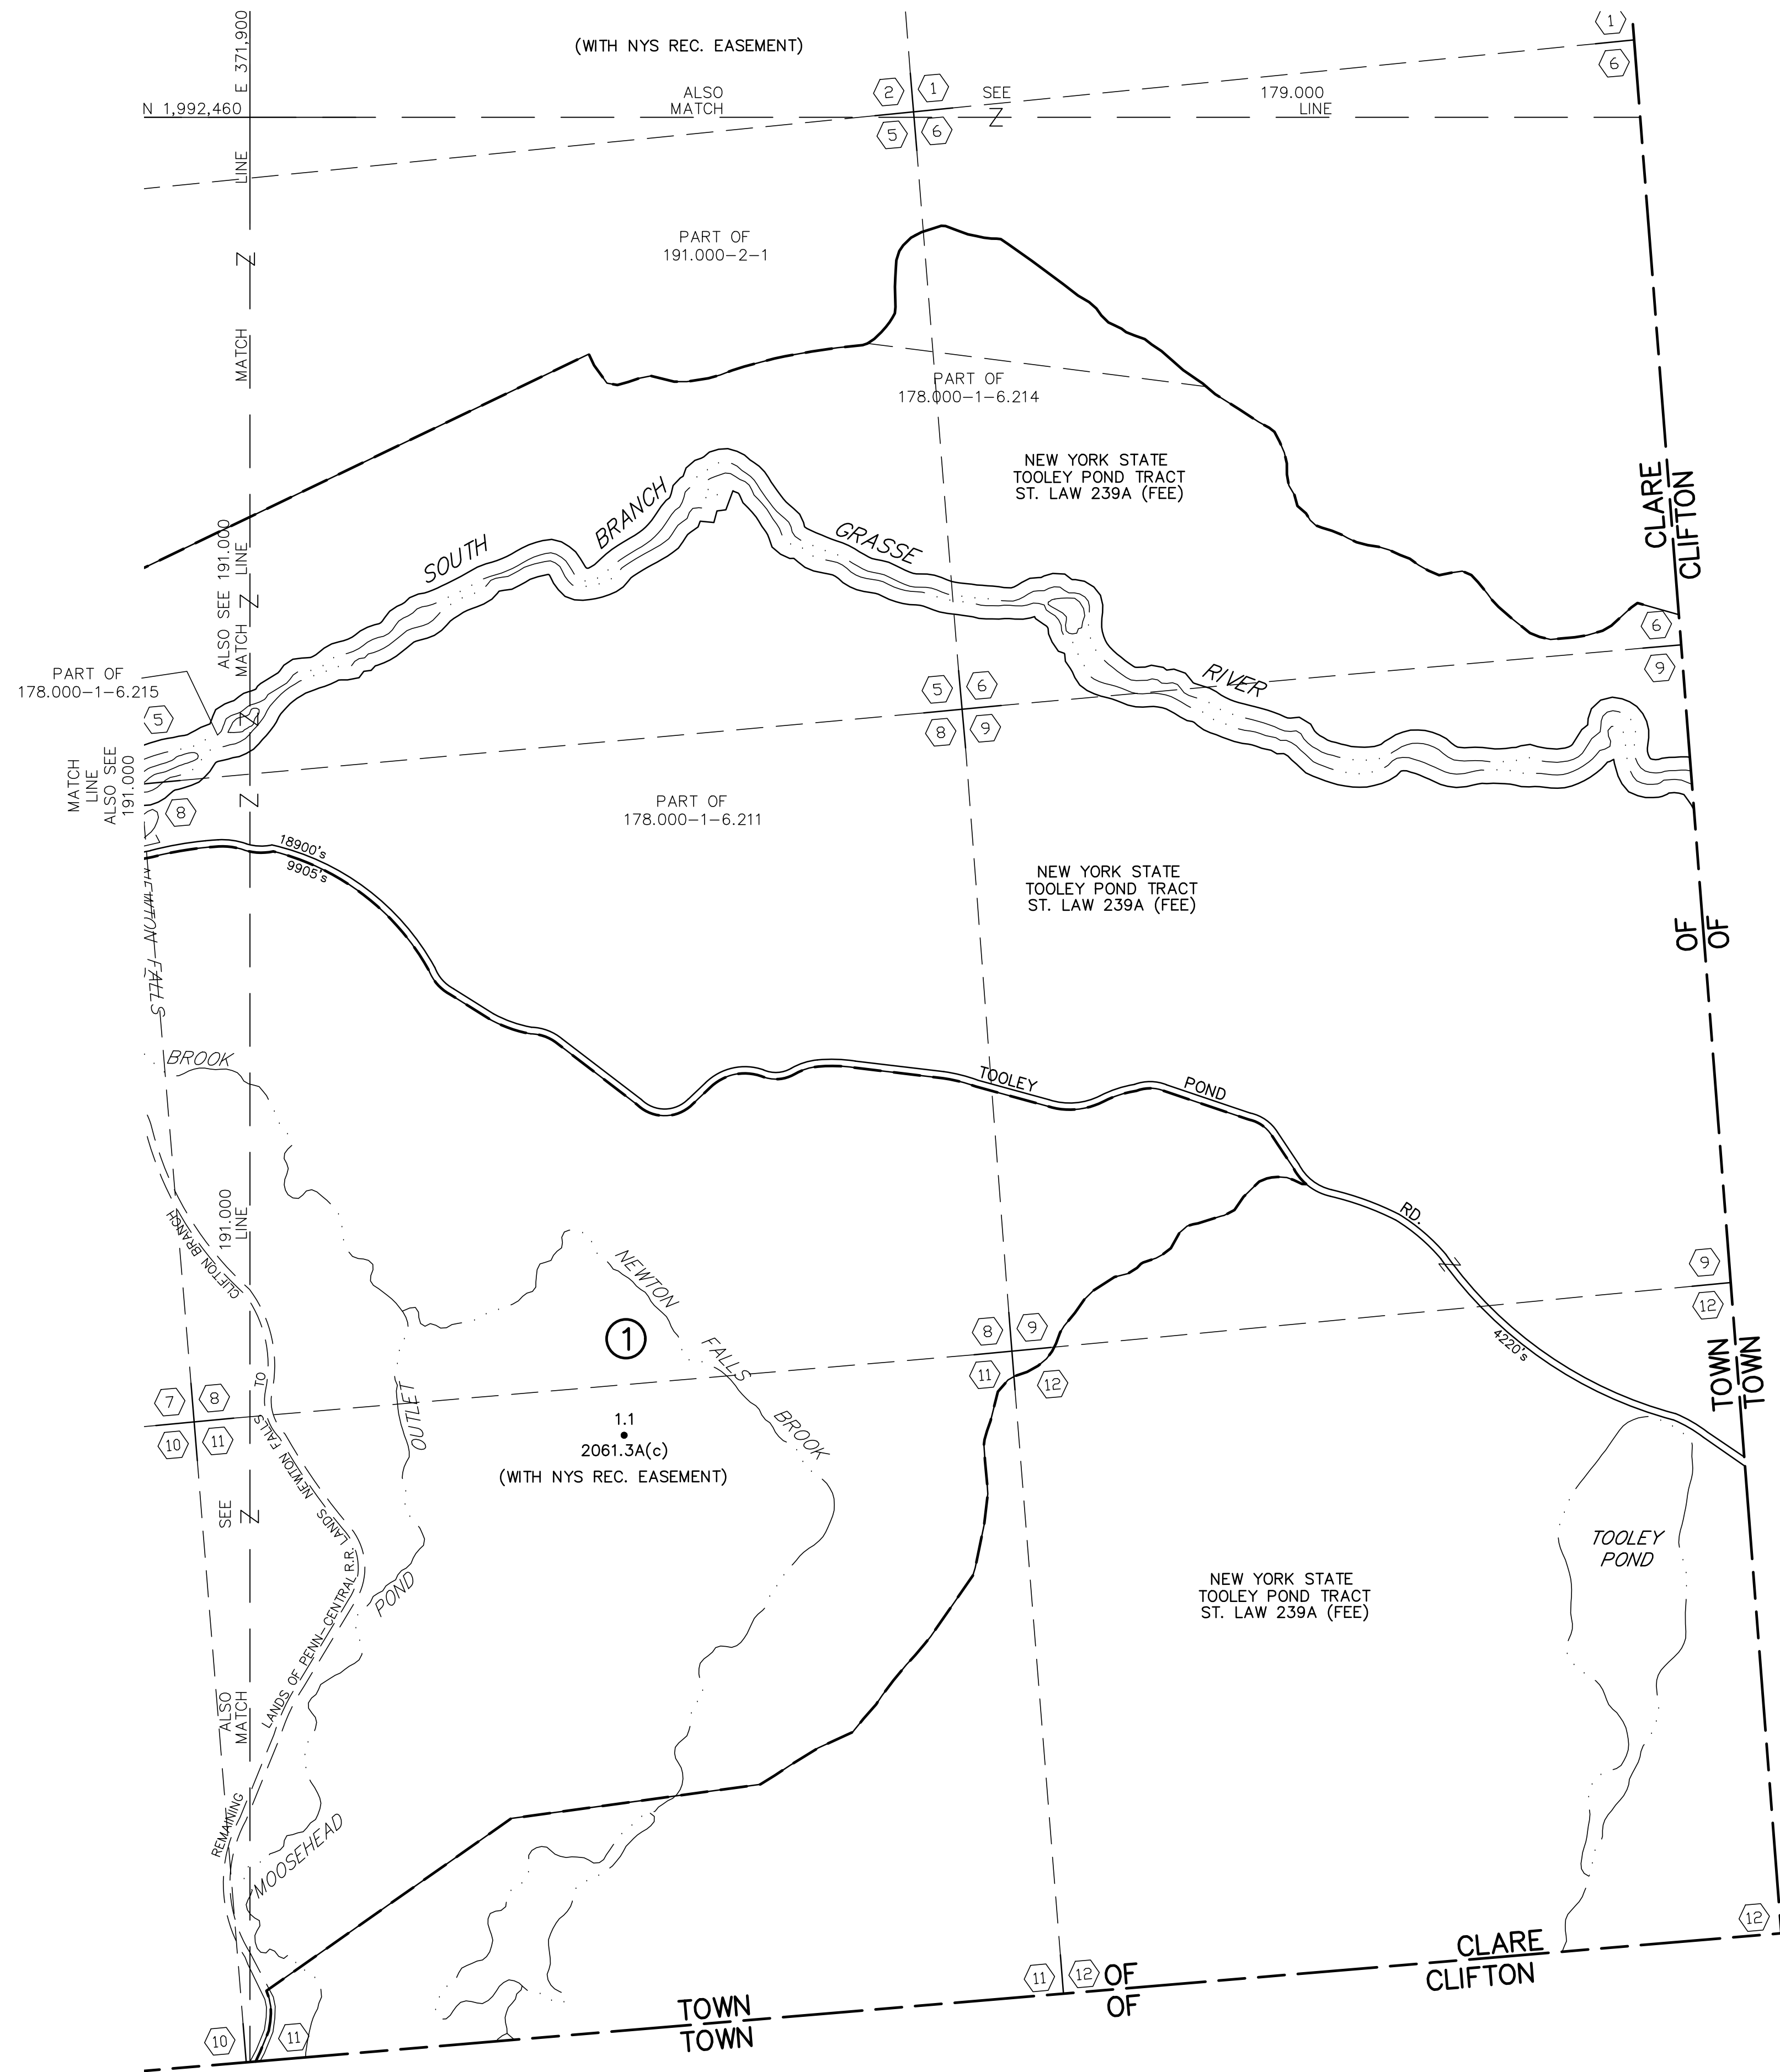 E 371,900
N 1,992,460
(WITH NYS REC. EASEMENT)
ALSO
MATCH
SEE
Z
179.000
LINE
1
6
2
1
5
6
LINE
Z
MATCH
PART OF
191.000-2-1
PART OF
178.000-1-6.214
NEW YORK STATE
TOOLEY POND TRACT
ST. LAW 239A (FEE)
CLARE
CLIFTON
SOUTH
BRANCH
GRASSE
RIVER
ALSO SEE 191.000
MATCH Z LINE
PART OF
178.000-1-6.215
5
Z
MATCH
LINE
ALSO SEE
191.000
8
Z
6
9
5
6
8
9
PART OF
178.000-1-6.211
18900's
9905's
NEW YORK STATE
TOOLEY POND TRACT
ST. LAW 239A (FEE)
OF
OF
NEWTON FALLS
BROOK
TOOLEY
POND
RD.
Z
4220's
191.000
LINE
CLIFTON BRANCH
TO
NEWTON FALLS
LANDS
NEWTON
FALLS
BROOK
1
8
9
11
12
9
12
TOWN
TOWN
7
8
10
11
OUTLET
1.1
2061.3A(c)
(WITH NYS REC. EASEMENT)
SEE
Z
POND
LANDS OF PENN-CENTRAL R.R.
TOOLEY
POND
NEW YORK STATE
TOOLEY POND TRACT
ST. LAW 239A (FEE)
ALSO
MATCH
REMAINING
MOOSEHEAD
12
CLARE
CLIFTON
11
12
OF
OF
TOWN
TOWN
10
11